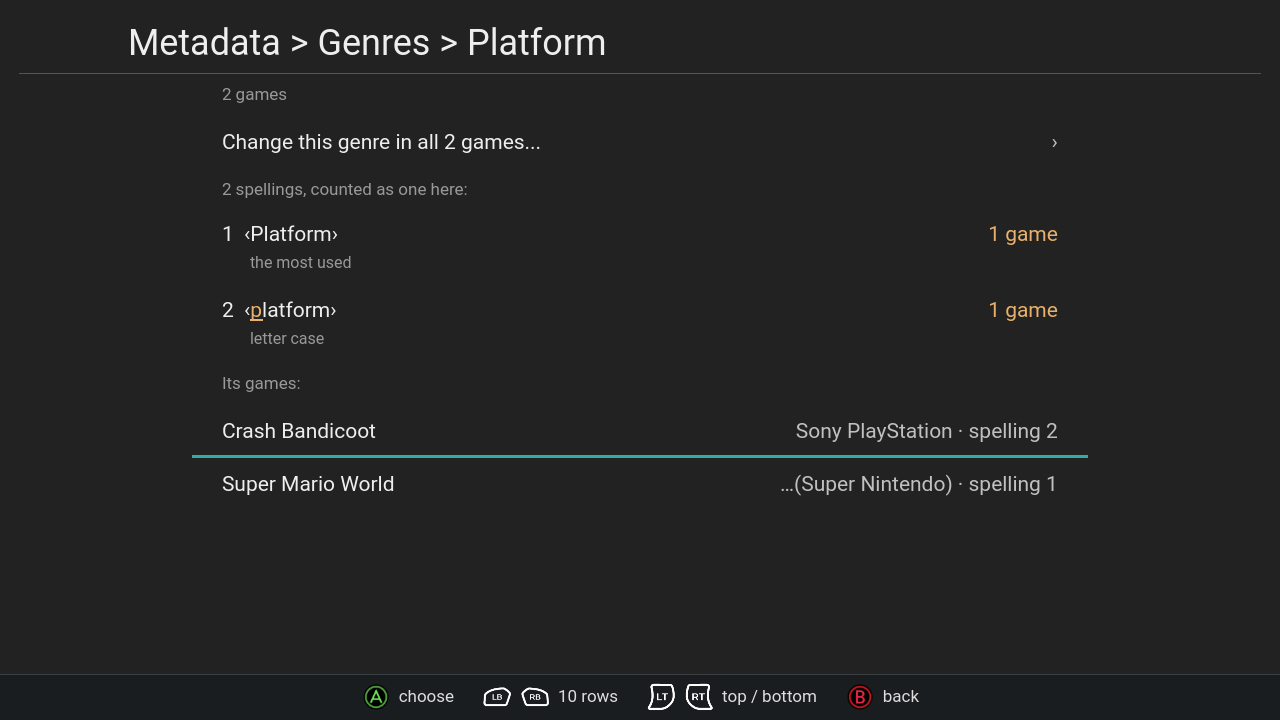 Metadata > Genres > Platform
2 games
Change this genre in all 2 games... ›
2 spellings, counted as one here:
1 ‹Platform› 1 game
the most used
2 ‹platform› 1 game
letter case
Its games:
Crash Bandicoot Sony PlayStation · spelling 2
Super Mario World ...(Super Nintendo) · spelling 1
A choose LB RB 10 rows LT RT top / bottom B back